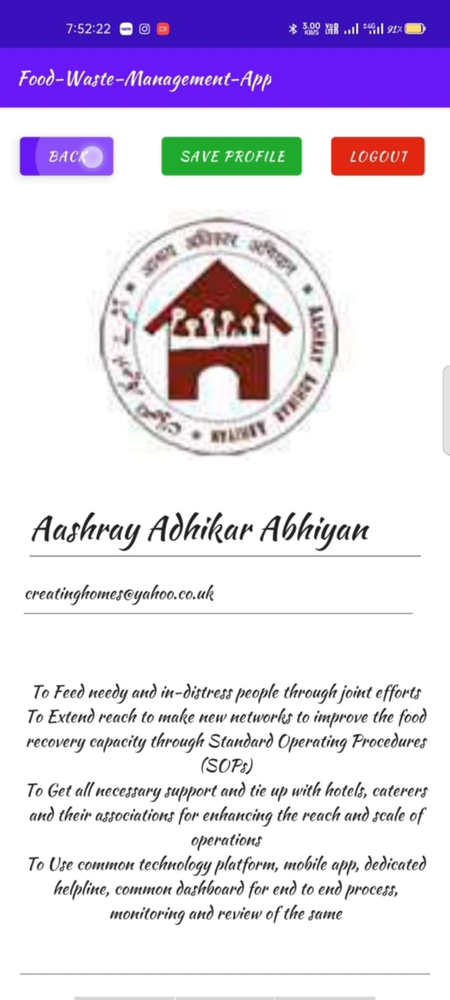 7:52:22
3.00
KB/S
4G
91%
Food-Waste-Management-App
BACK
SAVE PROFILE
LOGOUT
आश्रय अधिकार अभियान
AASHRAY ADHIKAR ABHIYAN
Aashray Adhikar Abhiyan
creatinghomes@yahoo.co.uk
To Feed needy and in-distress people through joint efforts
To Extend reach to make new networks to improve the food
recovery capacity through Standard Operating Procedures
(SOPs)
To Get all necessary support and tie up with hotels, caterers
and their associations for enhancing the reach and scale of
operations
To Use common technology platform, mobile app, dedicated
helpline, common dashboard for end to end process,
monitoring and review of the same